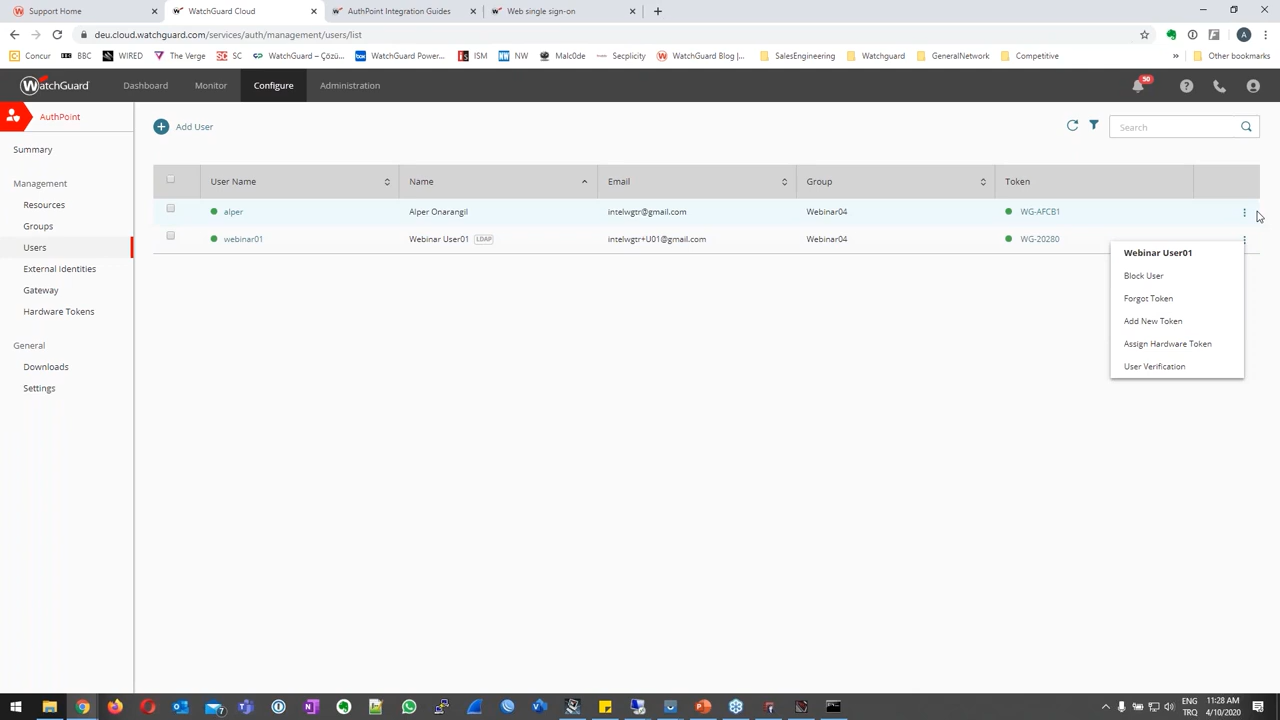 Support Home
WatchGuard Cloud
AuthPoint Integration Guides
Web single sign-on
deu.cloud.watchguard.com/services/auth/management/users/list
Concur
BBC
WIRED
The Verge
SC
WatchGuard – Çözü...
WatchGuard Power...
ISM
NW
Malc0de
Secplicity
WatchGuard Blog |...
SalesEngineering
Watchguard
GeneralNetwork
Competitive
»
Other bookmarks
WatchGuard
Dashboard
Monitor
Configure
Administration
50
AuthPoint
Summary
Management
Resources
Groups
Users
External Identities
Gateway
Hardware Tokens
General
Downloads
Settings
Add User
Search
User Name Name Email Group Token
alper Alper Onarangil intelwgtr@gmail.com Webinar04 WG-AFCB1
webinar01 Webinar User01 LDAP intelwgtr+U01@gmail.com Webinar04 WG-20280
Webinar User01
Block User
Forgot Token
Add New Token
Assign Hardware Token
User Verification
ENG
TRQ
11:28 AM
4/10/2020